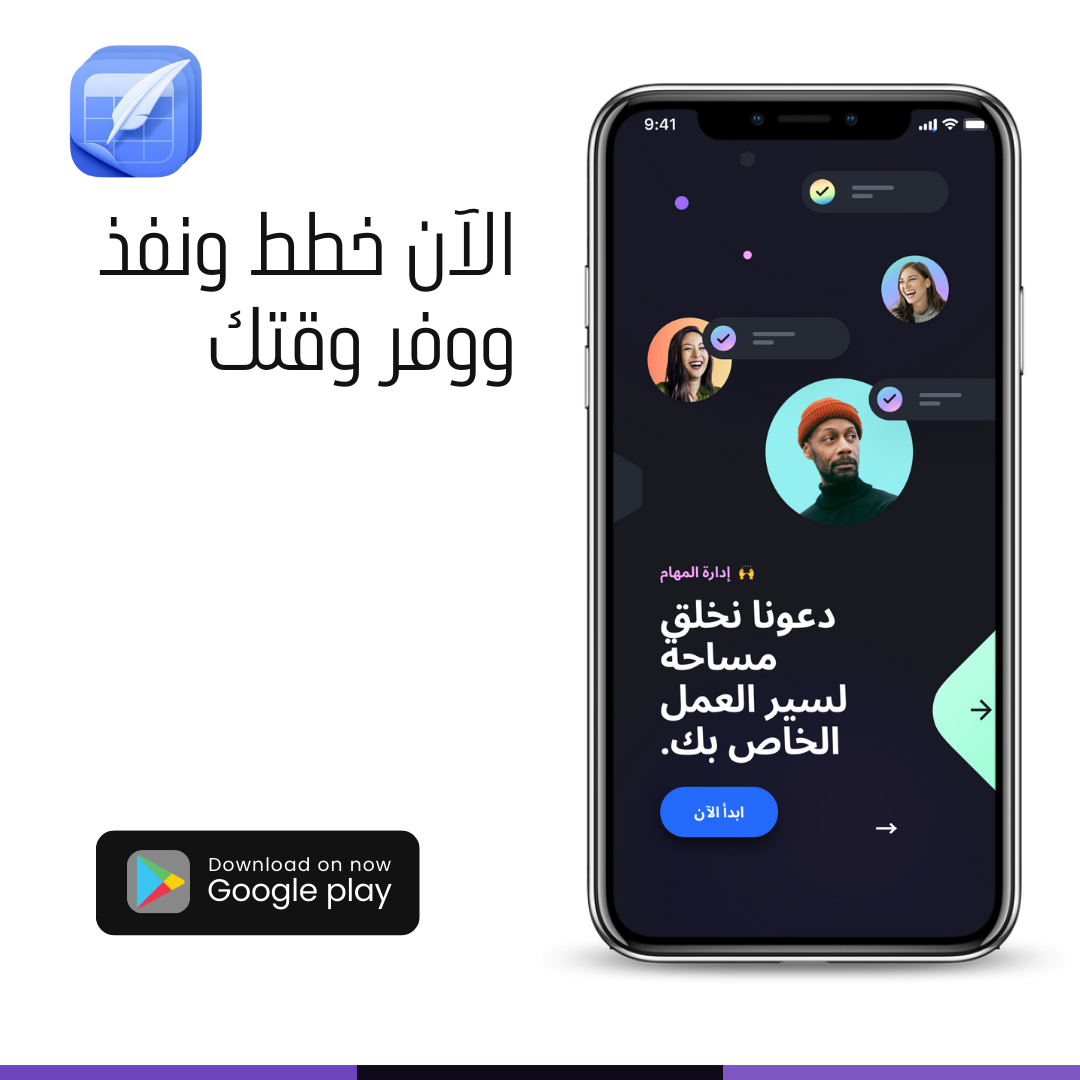 الآن خطط ونفذ
ووفر وقتك
9:41
إدارة المهام 🙌
دعونا نخلق
مساحة
لسير العمل
الخاص بك.
ابدأ الآن
Download on now
Google play